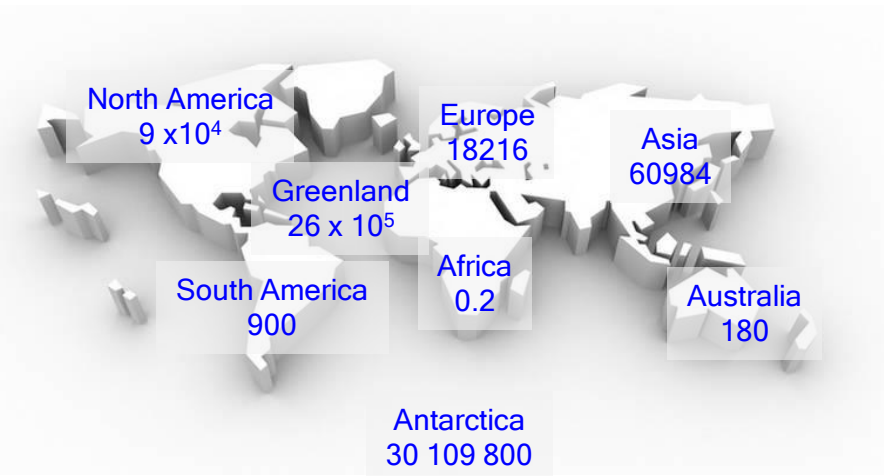 North America
9 x10⁴
Europe
18216
Asia
60984
Greenland
26 x 10⁵
Africa
0.2
South America
900
Australia
180
Antarctica
30 109 800